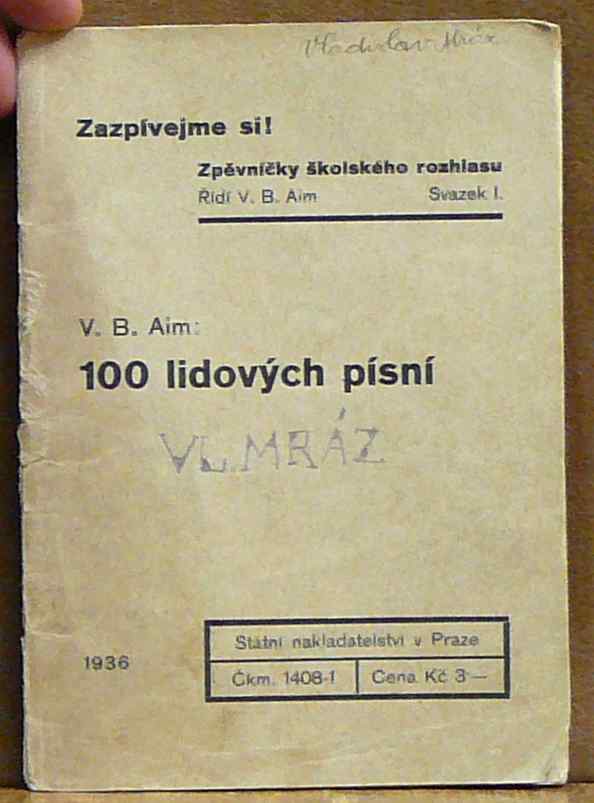 Vladislav Mráz
Zazpívejme si!
Zpěvníčky školského rozhlasu
Řídí V. B. Aim Svazek I.
V. B. Aim:
100 lidových písní
VL. MRÁZ
1936
Státní nakladatelství v Praze
Čkm. 1408-1 Cena Kč 3·—